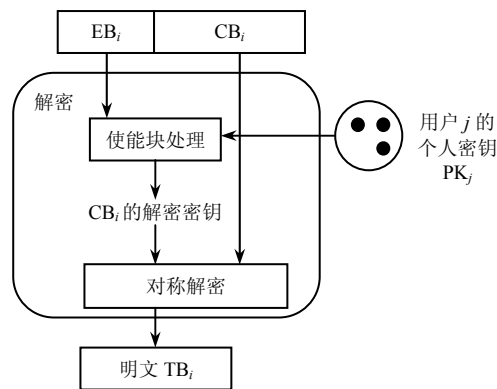 EBᵢ CBᵢ
解密
使能块处理
用户 j 的
个人密钥
PKⱼ
CBᵢ 的解密密钥
对称解密
明文 TBᵢ